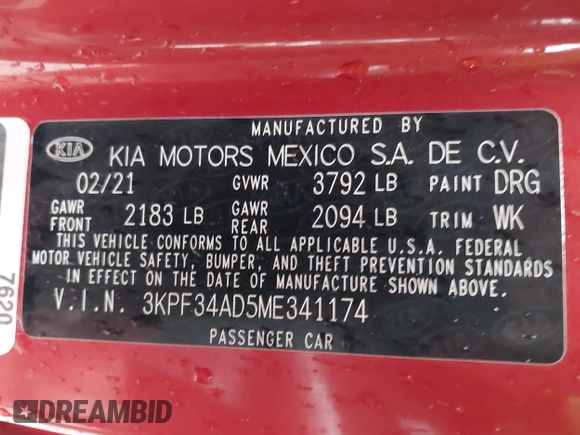 MANUFACTURED BY
KIA KIA MOTORS MEXICO S.A. DE C.V.
02/21 GVWR 3792 LB PAINT DRG
GAWR FRONT 2183 LB GAWR REAR 2094 LB TRIM WK
THIS VEHICLE CONFORMS TO ALL APPLICABLE U.S.A. FEDERAL
MOTOR VEHICLE SAFETY, BUMPER, AND THEFT PREVENTION STANDARDS
IN EFFECT ON THE DATE OF MANUFACTURE SHOWN ABOVE.
V.I.N. 3KPF34AD5ME341174
PASSENGER CAR
7620
DREAMBID